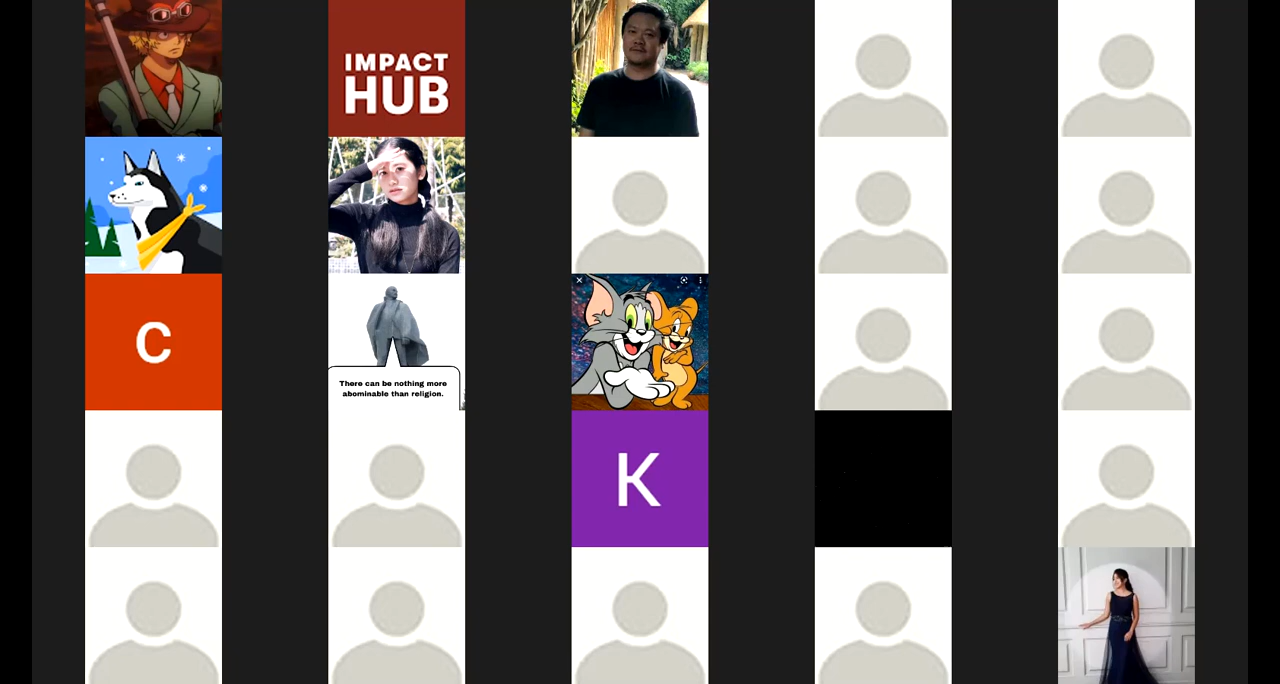 IMPACT
HUB
C
There can be nothing more
abominable than religion.
K